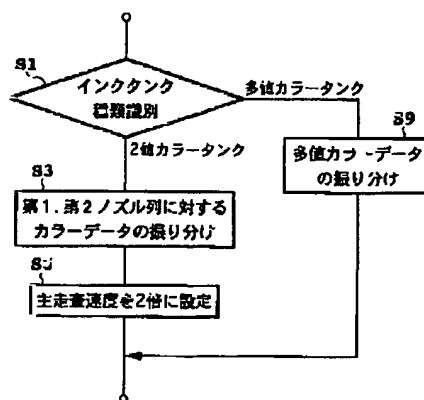 S1
インクタンク
種類識別
多値カラータンク
2値カラータンク
S9
多値カラーデータ
の振り分け
S3
第1，第2ノズル列に対する
カラーデータの振り分け
主走査速度を2倍に設定